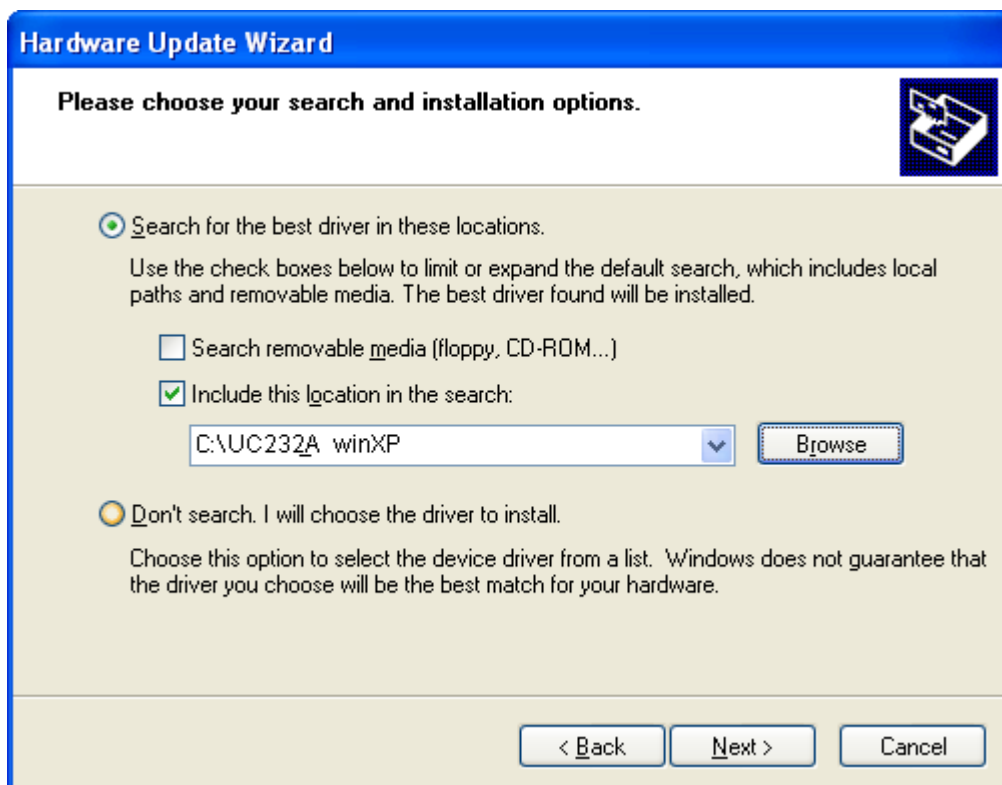 Hardware Update Wizard
Please choose your search and installation options.
Search for the best driver in these locations.
Use the check boxes below to limit or expand the default search, which includes local
paths and removable media. The best driver found will be installed.
Search removable media (floppy, CD-ROM...)
Include this location in the search:
C:\UC232A winXP
Browse
Don't search. I will choose the driver to install.
Choose this option to select the device driver from a list. Windows does not guarantee that
the driver you choose will be the best match for your hardware.
< Back
Next >
Cancel